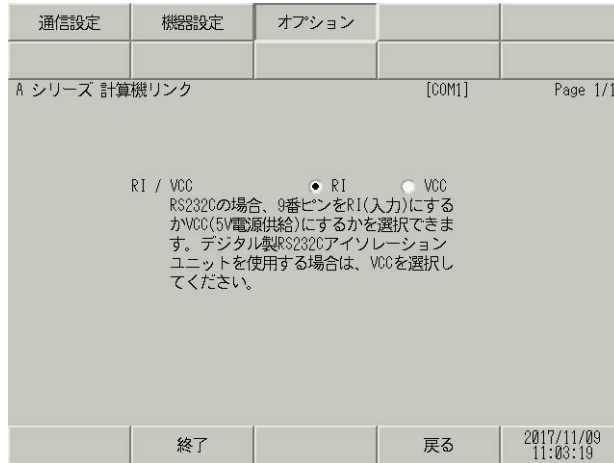 通信設定 機器設定 オプション
A シリーズ 計算機リンク [COM1] Page 1/1
RI / VCC RI VCC
RS232Cの場合、9番ピンをRI(入力)にする
かVCC(5V電源供給)にするかを選択できま
す。デジタル製RS232Cアイソレーション
ユニットを使用する場合は、VCCを選択し
てください。
終了 戻る 2017/11/09
11:03:19